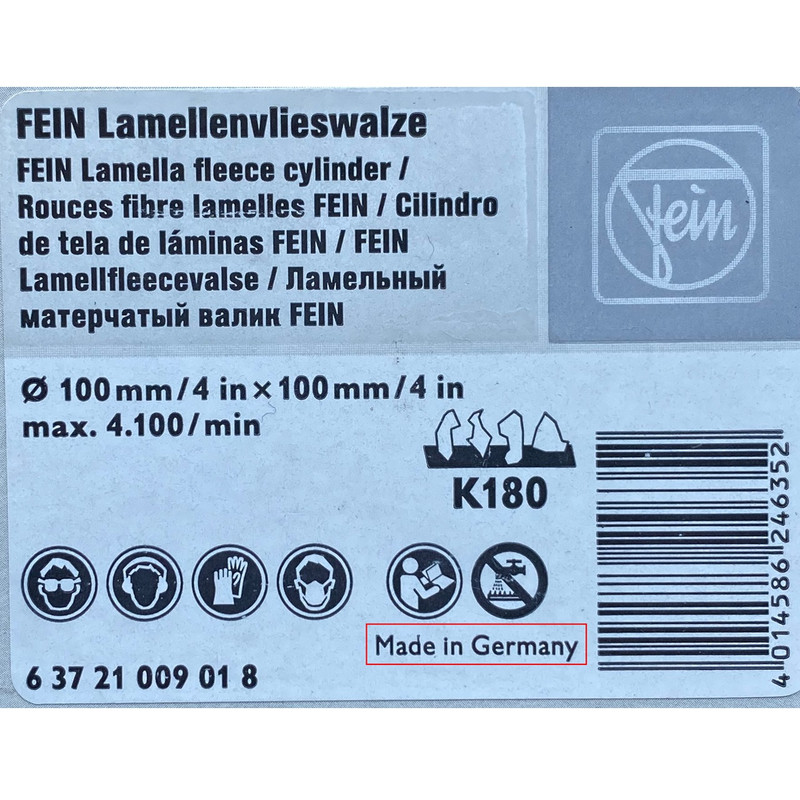 FEIN Lamellenvlieswalze
FEIN Lamella fleece cylinder /
Rouces fibre lamelles FEIN / Cilindro
de tela de láminas FEIN / FEIN
Lamellfleecevalse / Ламельный
матерчатый валик FEIN
fein
Ø 100 mm/4 in × 100 mm/4 in
max. 4.100/min
K180
Made in Germany
6 37 21 009 01 8
4 014586 246352